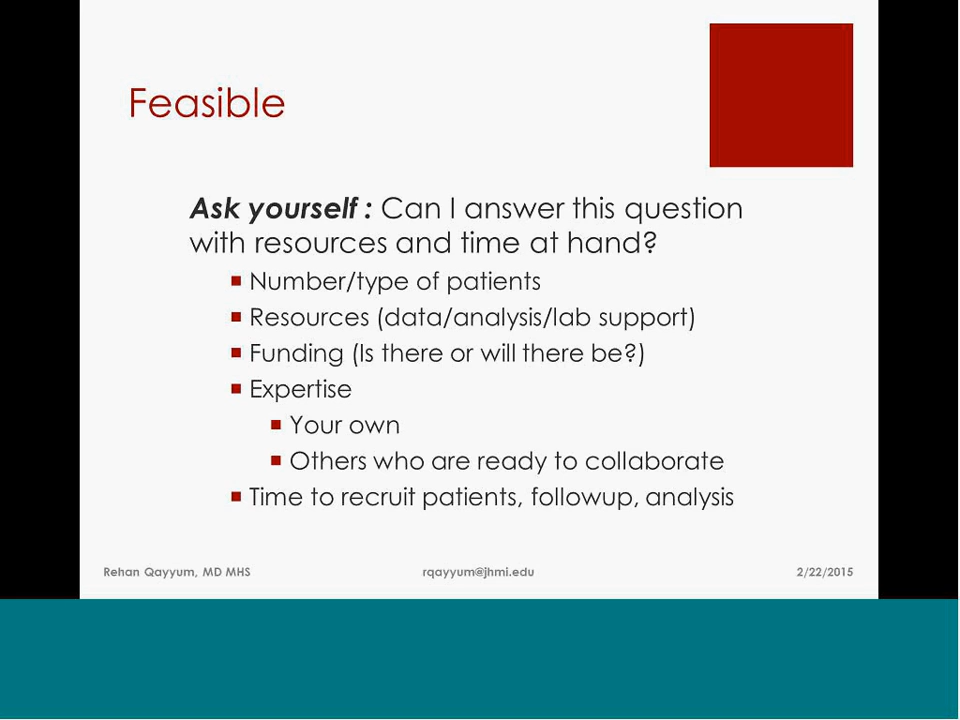 Feasible
Ask yourself : Can I answer this question
with resources and time at hand?
Number/type of patients
Resources (data/analysis/lab support)
Funding (Is there or will there be?)
Expertise
Your own
Others who are ready to collaborate
Time to recruit patients, followup, analysis
Rehan Qayyum, MD MHS rqayyum@jhmi.edu 2/22/2015